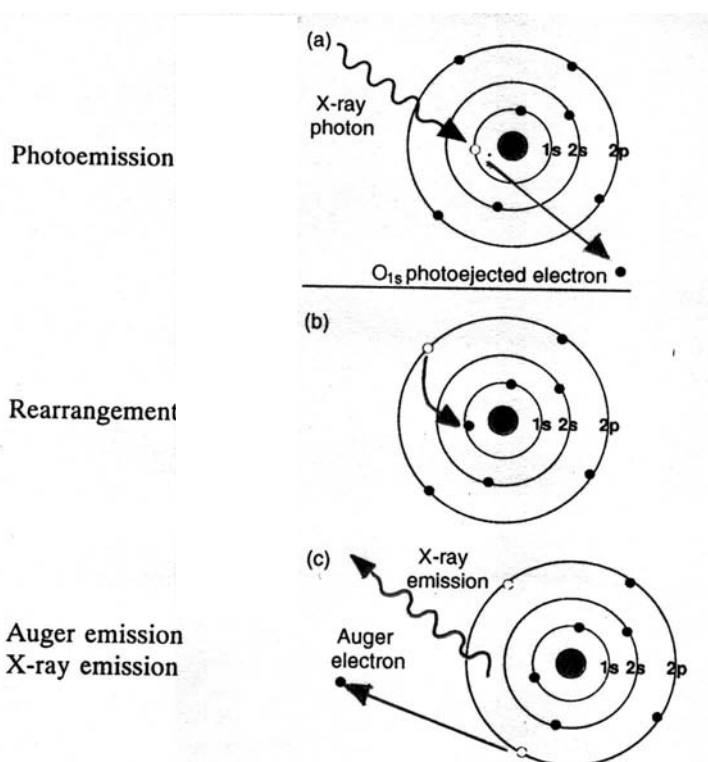 (a)
X-ray
photon
Photoemission
1s 2s 2p
O1s photoejected electron
(b)
Rearrangement
1s 2s 2p
(c)
X-ray
emission
Auger
electron
Auger emission
X-ray emission
1s 2s 2p